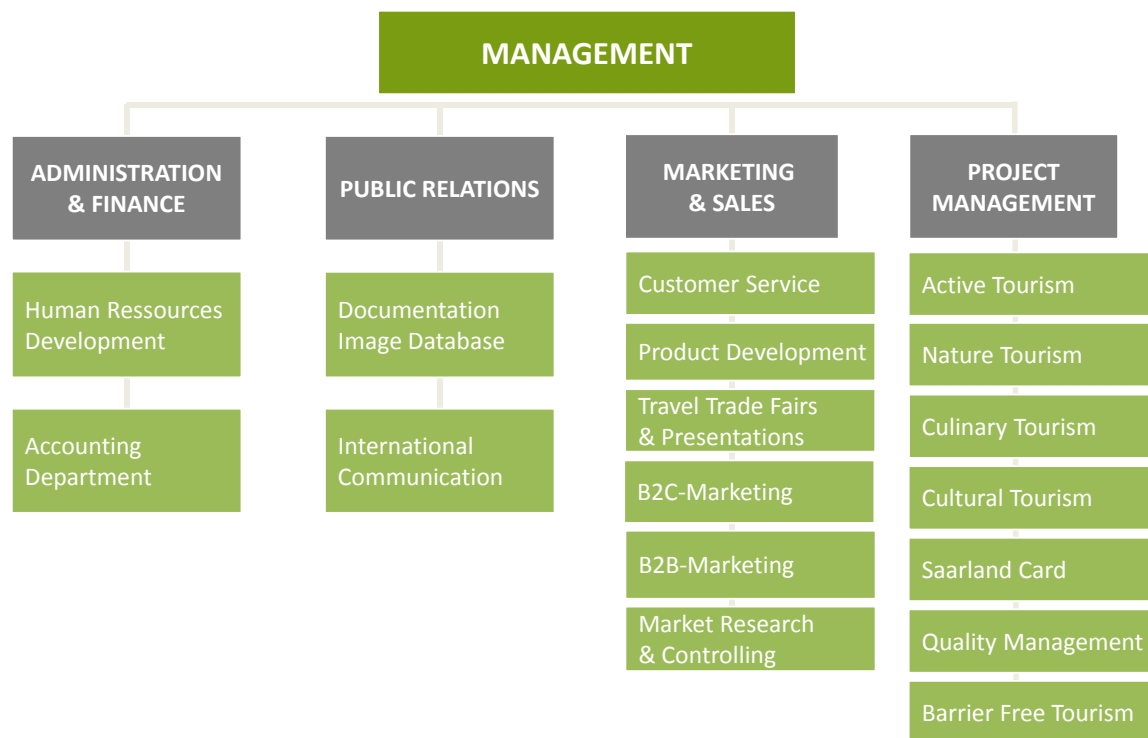 MANAGEMENT
ADMINISTRATION
& FINANCE
Human Ressources
Development
Accounting
Department
PUBLIC RELATIONS
Documentation
Image Database
International
Communication
MARKETING
& SALES
Customer Service
Product Development
Travel Trade Fairs
& Presentations
B2C-Marketing
B2B-Marketing
Market Research
& Controlling
PROJECT
MANAGEMENT
Active Tourism
Nature Tourism
Culinary Tourism
Cultural Tourism
Saarland Card
Quality Management
Barrier Free Tourism